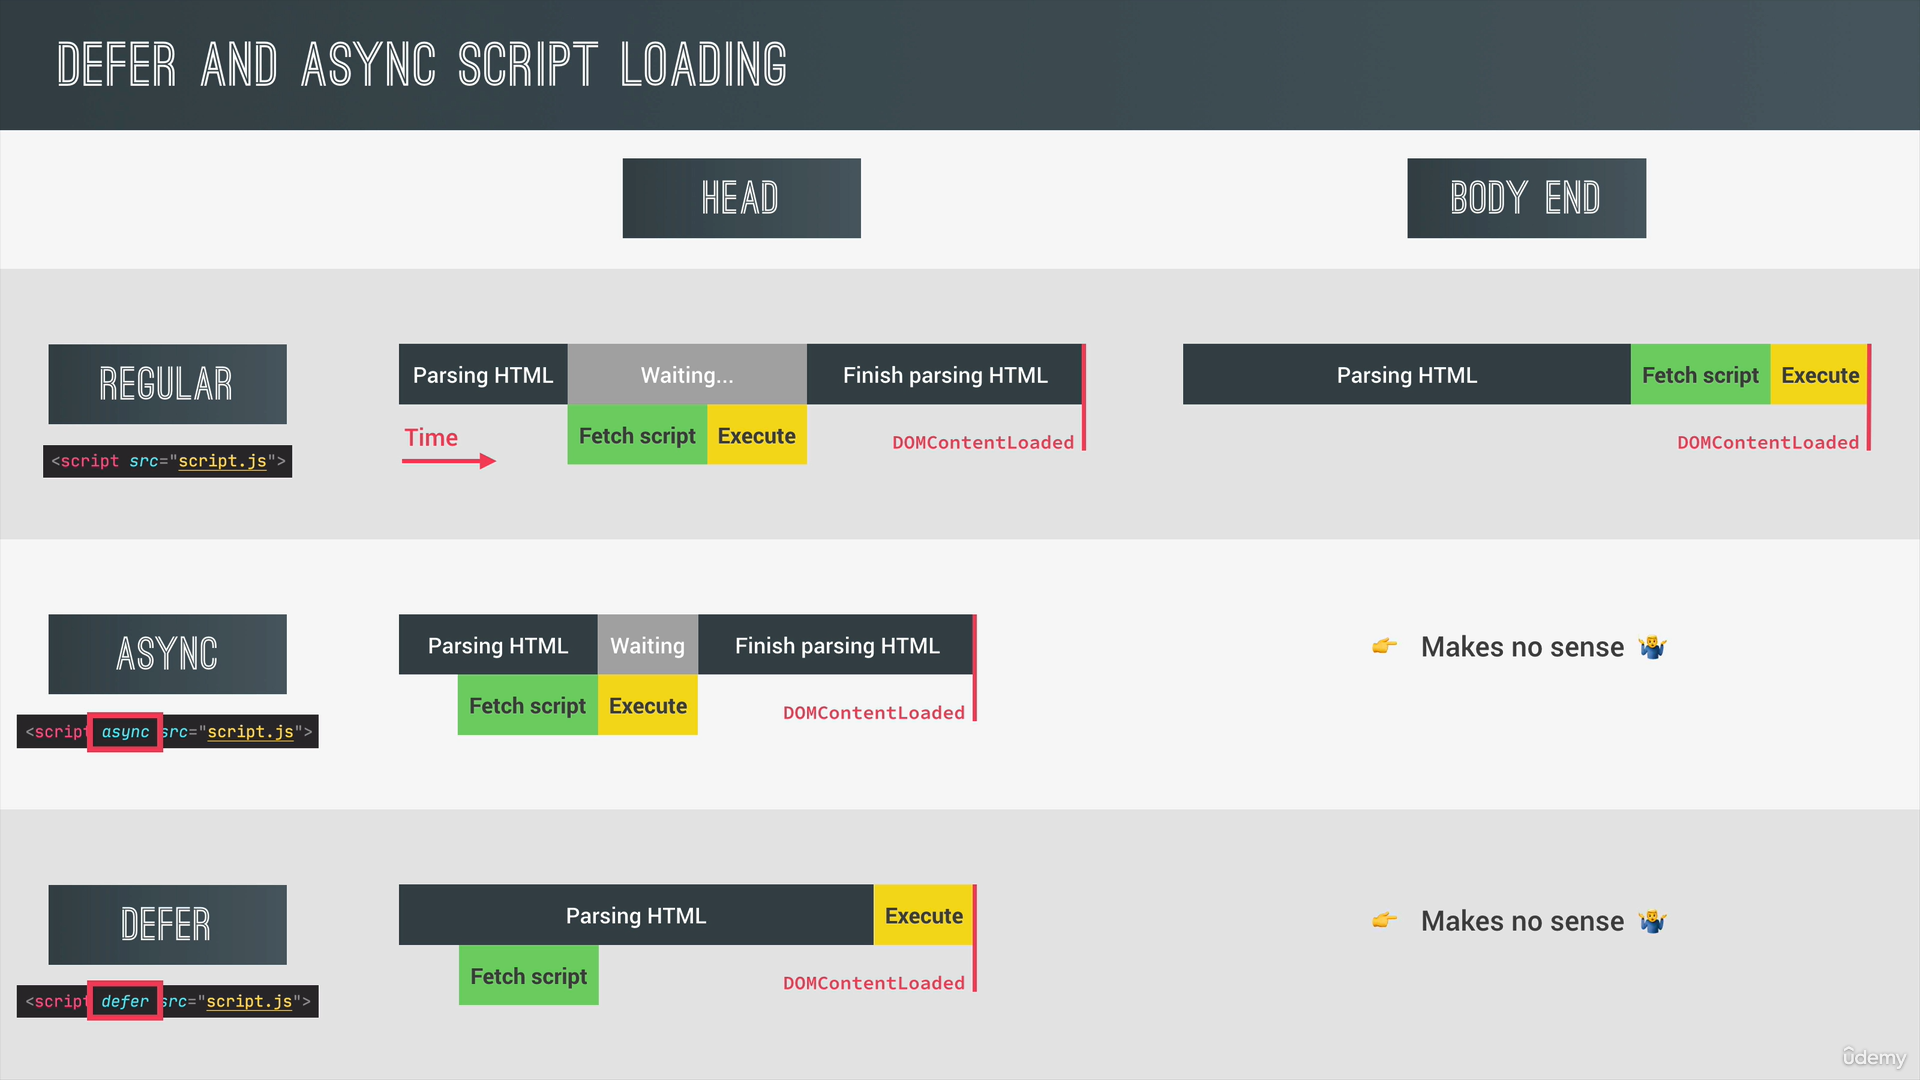 DEFER AND ASYNC SCRIPT LOADING
HEAD
BODY END
REGULAR
<script src="script.js">
Parsing HTML
Waiting...
Finish parsing HTML
Fetch script
Execute
Time
DOMContentLoaded
Parsing HTML
Fetch script
Execute
DOMContentLoaded
ASYNC
<script async src="script.js">
Parsing HTML
Waiting
Finish parsing HTML
Fetch script
Execute
DOMContentLoaded
👉 Makes no sense 🤷‍♂️
DEFER
<script defer src="script.js">
Parsing HTML
Execute
Fetch script
DOMContentLoaded
👉 Makes no sense 🤷‍♂️
ûdemy